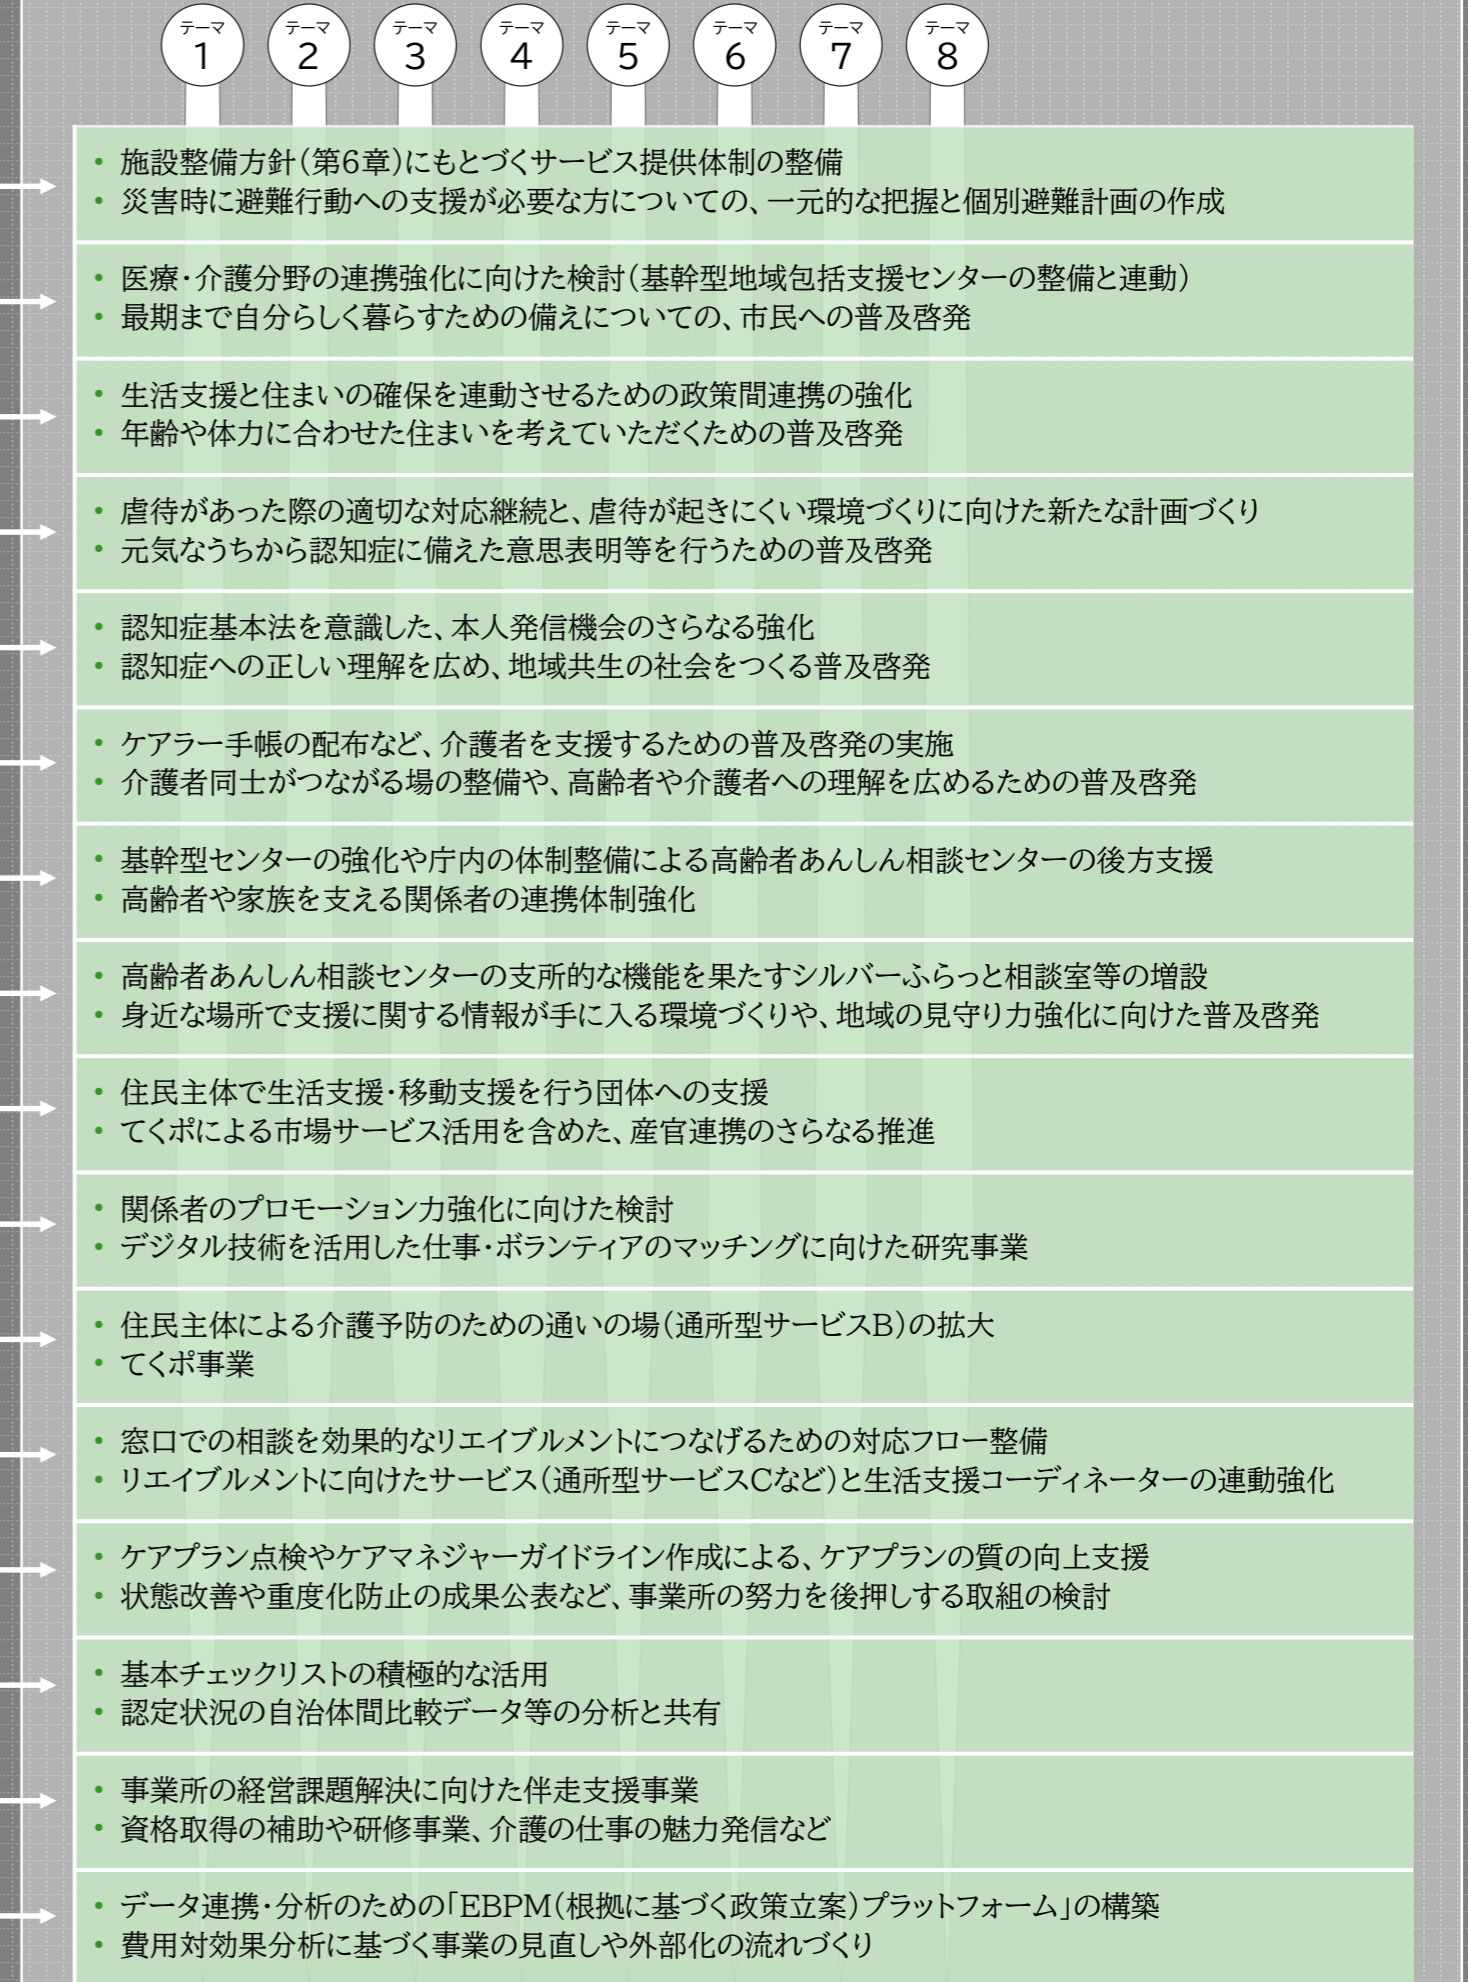 テーマ
1
テーマ
2
テーマ
3
テーマ
4
テーマ
5
テーマ
6
テーマ
7
テーマ
8
• 施設整備方針（第6章）にもとづくサービス提供体制の整備
• 災害時に避難行動への支援が必要な方についての、一元的な把握と個別避難計画の作成
• 医療・介護分野の連携強化に向けた検討（基幹型地域包括支援センターの整備と連動）
• 最期まで自分らしく暮らすための備えについての、市民への普及啓発
• 生活支援と住まいの確保を連動させるための政策間連携の強化
• 年齢や体力に合わせた住まいを考えていただくための普及啓発
• 虐待があった際の適切な対応継続と、虐待が起きにくい環境づくりに向けた新たな計画づくり
• 元気なうちから認知症に備えた意思表明等を行うための普及啓発
• 認知症基本法を意識した、本人発信機会のさらなる強化
• 認知症への正しい理解を広め、地域共生の社会をつくる普及啓発
• ケアラー手帳の配布など、介護者を支援するための普及啓発の実施
• 介護者同士がつながる場の整備や、高齢者や介護者への理解を広めるための普及啓発
• 基幹型センターの強化や庁内の体制整備による高齢者あんしん相談センターの後方支援
• 高齢者や家族を支える関係者の連携体制強化
• 高齢者あんしん相談センターの支所的な機能を果たすシルバーふらっと相談室等の増設
• 身近な場所で支援に関する情報が手に入る環境づくりや、地域の見守り力強化に向けた普及啓発
• 住民主体で生活支援・移動支援を行う団体への支援
• てくポによる市場サービス活用を含めた、産官連携のさらなる推進
• 関係者のプロモーション力強化に向けた検討
• デジタル技術を活用した仕事・ボランティアのマッチングに向けた研究事業
• 住民主体による介護予防のための通いの場（通所型サービスB）の拡大
• てくポ事業
• 窓口での相談を効果的なリエイブルメントにつなげるための対応フロー整備
• リエイブルメントに向けたサービス（通所型サービスCなど）と生活支援コーディネーターの連動強化
• ケアプラン点検やケアマネジャーガイドライン作成による、ケアプランの質の向上支援
• 状態改善や重度化防止の成果公表など、事業所の努力を後押しする取組の検討
• 基本チェックリストの積極的な活用
• 認定状況の自治体間比較データ等の分析と共有
• 事業所の経営課題解決に向けた伴走支援事業
• 資格取得の補助や研修事業、介護の仕事の魅力発信など
• データ連携・分析のための「EBPM（根拠に基づく政策立案）プラットフォーム」の構築
• 費用対効果分析に基づく事業の見直しや外部化の流れづくり